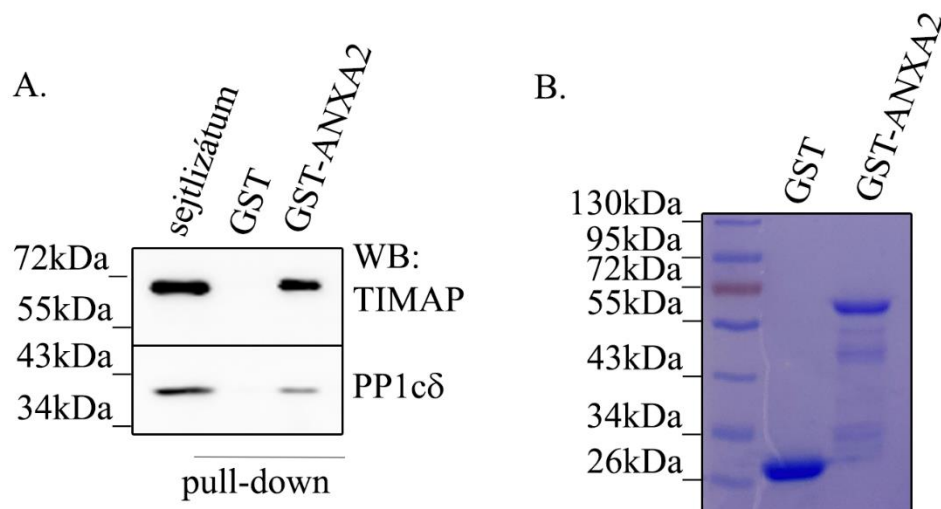 A.
sejtlizátum
GST
GST-ANXA2
72kDa
55kDa
43kDa
34kDa
WB:
TIMAP
PP1cδ
pull-down
B.
GST
GST-ANXA2
130kDa
95kDa
72kDa
55kDa
43kDa
34kDa
26kDa